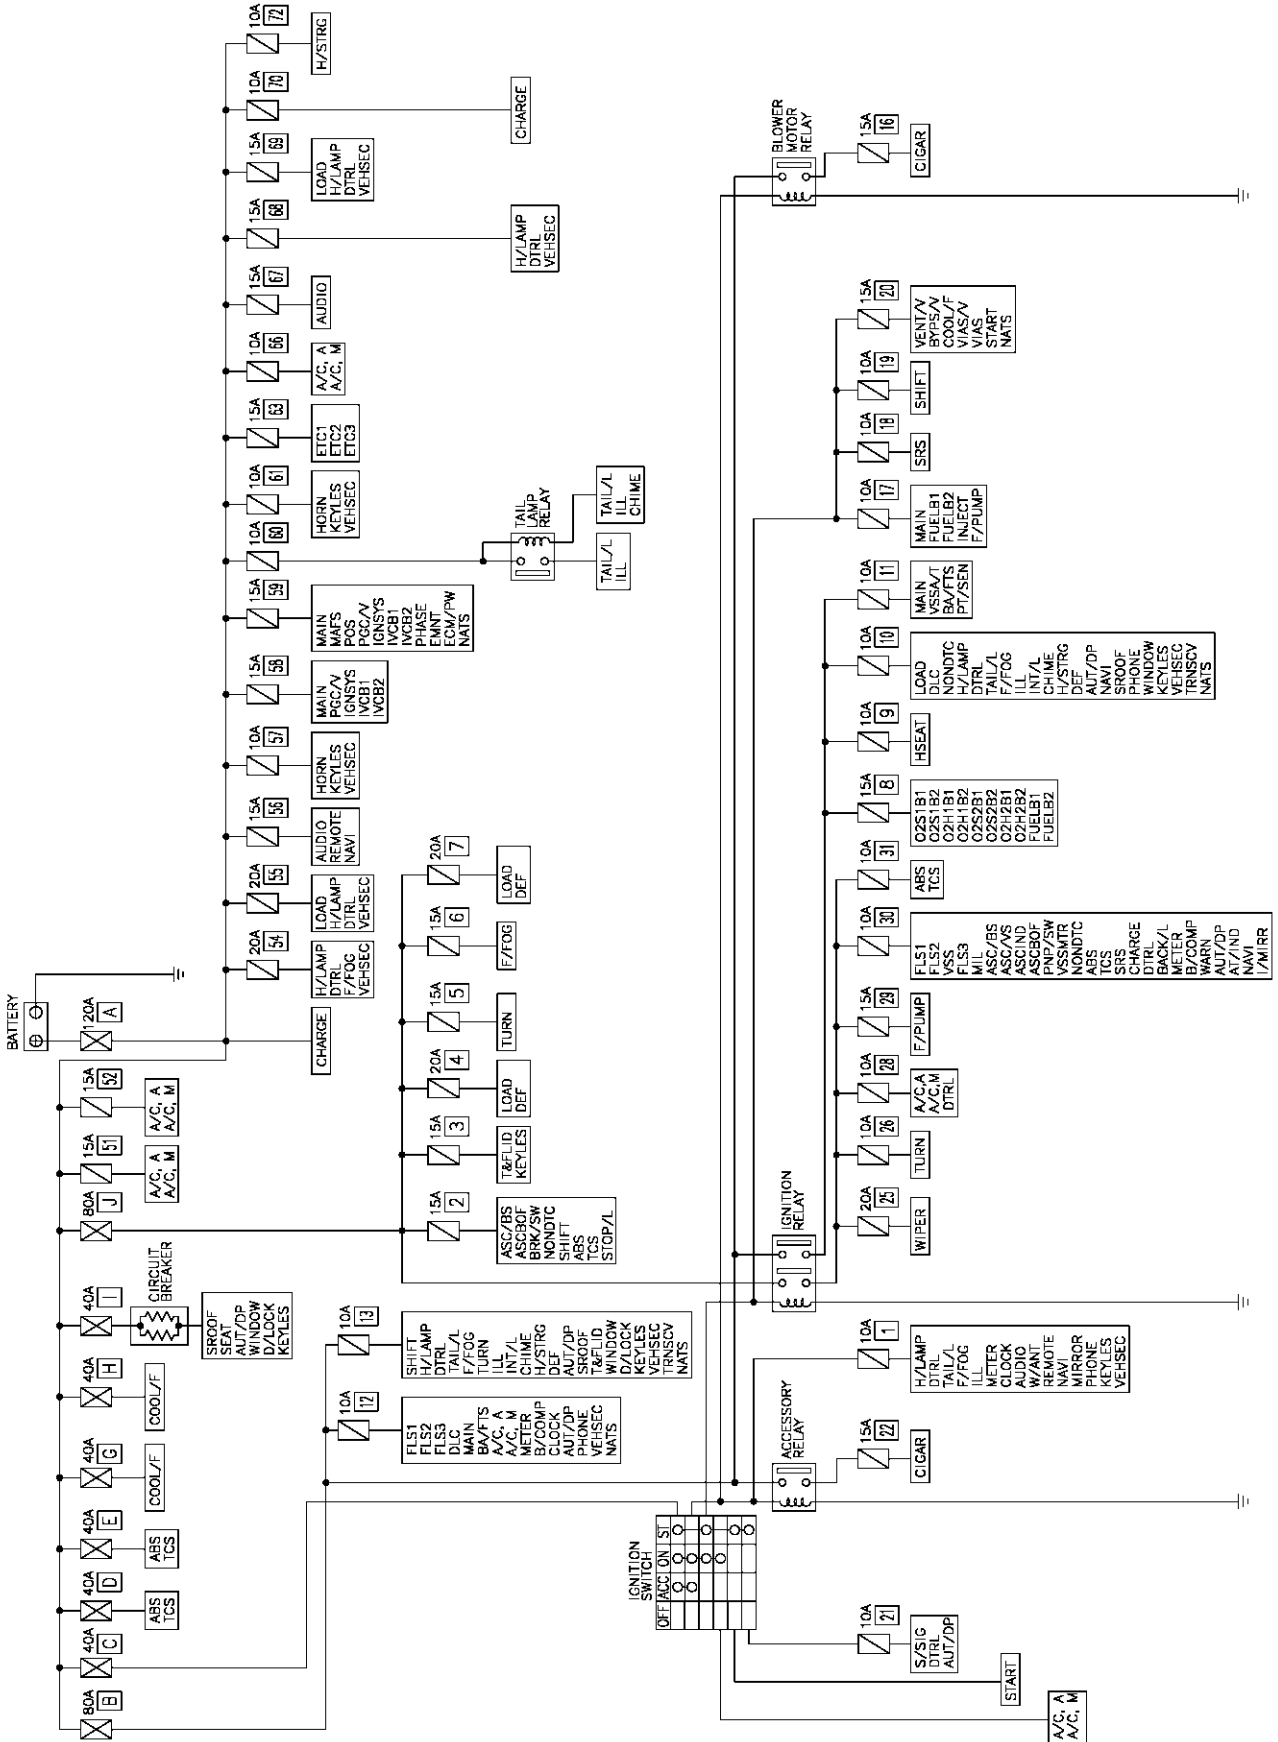 BATTERY
120A
A
80A
B
40A
C
40A
D
ABS
TCS
40A
E
ABS
TCS
40A
G
COOL/F
40A
H
COOL/F
40A
I
CIRCUIT
BREAKER
SROOF
SEAT
AUT/DP
WINDOW
D/LOCK
KEYLES
80A
J
15A
51
A/C, A
A/C, M
15A
52
A/C, A
A/C, M
CHARGE
20A
54
H/LAMP
DTRL
F/FOG
VEHSEC
20A
55
LOAD
H/LAMP
DTRL
VEHSEC
15A
56
AUDIO
REMOTE
NAVI
10A
57
HORN
KEYLES
VEHSEC
15A
58
MAIN
PGC/V
IGNSYS
IVCB1
IVCB2
15A
59
MAIN
MAFS
POS
PGC/V
IGNSYS
IVCB1
IVCB2
PHASE
EMNT
ECM/PW
NATS
10A
60
TAIL
LAMP
RELAY
TAIL/L
ILL
TAIL/L
ILL
CHIME
10A
61
HORN
KEYLES
VEHSEC
15A
63
ETC1
ETC2
ETC3
10A
66
A/C, A
A/C, M
15A
67
AUDIO
15A
68
H/LAMP
DTRL
VEHSEC
15A
69
LOAD
H/LAMP
DTRL
VEHSEC
10A
70
CHARGE
10A
72
H/STRG
10A
12
FLS1
FLS2
FLS3
DLC
MAIN
BA/FTS
A/C, A
A/C, M
METER
B/COMP
CLOCK
AUT/DP
PHONE
VEHSEC
NATS
10A
13
SHIFT
H/LAMP
DTRL
TAIL/L
F/FOG
TURN
ILL
INT/L
CHIME
H/STRG
DEF
AUT/DP
SROOF
T&FLID
WINDOW
D/LOCK
KEYLES
VEHSEC
TRNSCV
NATS
15A
2
ASC/BS
ASCBOF
BRK/SW
NONDTC
SHIFT
ABS
TCS
STOP/L
15A
3
T&FLID
KEYLES
20A
4
LOAD
DEF
15A
5
TURN
15A
6
F/FOG
20A
7
LOAD
DEF
IGNITION
SWITCH
OFF
ACC
ON
ST
ACCESSORY
RELAY
IGNITION
RELAY
BLOWER
MOTOR
RELAY
10A
21
S/SIG
DTRL
AUT/DP
START
A/C, A
A/C, M
15A
22
CIGAR
10A
1
H/LAMP
DTRL
TAIL/L
F/FOG
ILL
METER
CLOCK
AUDIO
W/ANT
REMOTE
NAVI
MIRROR
PHONE
KEYLES
VEHSEC
20A
25
WIPER
10A
26
TURN
10A
28
A/C,A
A/C,M
DTRL
15A
29
F/PUMP
10A
30
FLS1
FLS2
VSS
FLS3
MIL
ASC/BS
ASC/VS
ASCIND
ASCBOF
PNP/SW
VSSMTR
NONDTC
ABS
TCS
SRS
CHARGE
DTRL
BACK/L
METER
B/COMP
WARN
AUT/DP
AT/IND
NAVI
I/MIRR
10A
31
ABS
TCS
15A
8
O2S1B1
O2S1B2
O2H1B1
O2H1B2
O2S2B1
O2S2B2
O2H2B1
O2H2B2
FUELB1
FUELB2
10A
9
HSEAT
10A
10
LOAD
DLC
NONDTC
H/LAMP
DTRL
TAIL/L
F/FOG
ILL
INT/L
CHIME
H/STRG
DEF
AUT/DP
NAVI
SROOF
PHONE
WINDOW
KEYLES
VEHSEC
TRNSCV
NATS
10A
11
MAIN
VSSA/T
BA/FTS
PT/SEN
10A
17
MAIN
FUELB1
FUELB2
INJECT
F/PUMP
10A
18
SRS
10A
19
SHIFT
15A
20
VENT/V
BYPS/V
COOL/F
VIAS/V
VIAS
START
NATS
15A
16
CIGAR